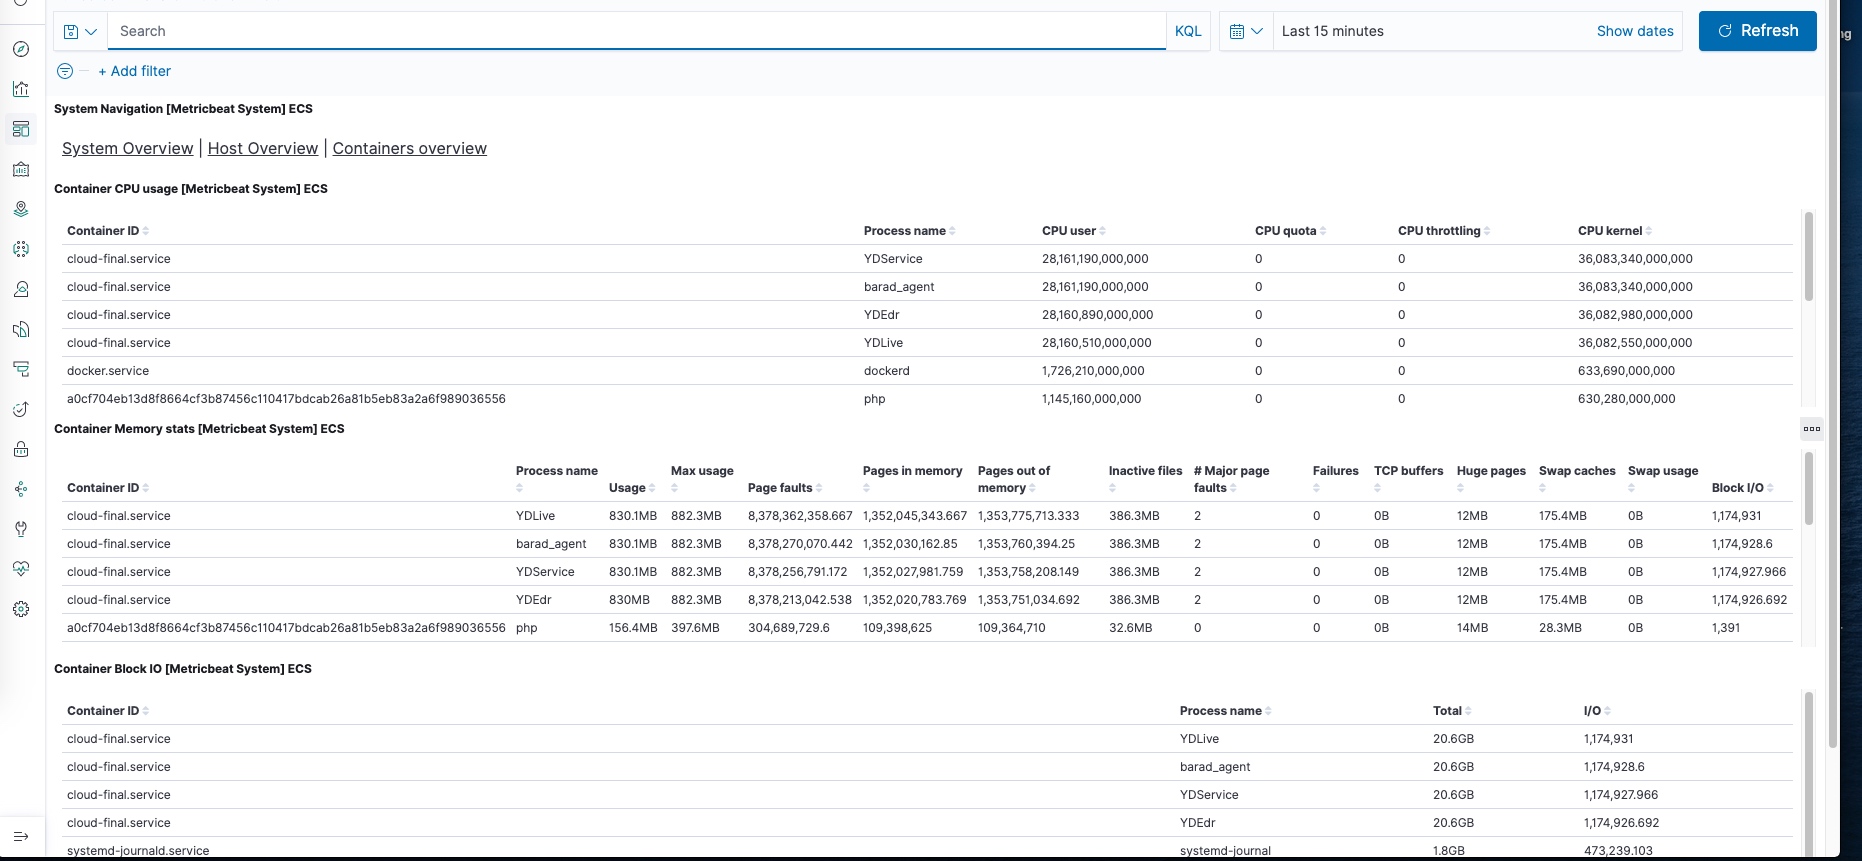 Search KQL Last 15 minutes Show dates Refresh
+ Add filter
System Navigation [Metricbeat System] ECS
System Overview | Host Overview | Containers overview
Container CPU usage [Metricbeat System] ECS
Container ID Process name CPU user CPU quota CPU throttling CPU kernel
cloud-final.service YDService 28,161,190,000,000 0 0 36,083,340,000,000
cloud-final.service barad_agent 28,161,190,000,000 0 0 36,083,340,000,000
cloud-final.service YDEdr 28,160,890,000,000 0 0 36,082,980,000,000
cloud-final.service YDLive 28,160,510,000,000 0 0 36,082,550,000,000
docker.service dockerd 1,726,210,000,000 0 0 633,690,000,000
a0cf704eb13d8f8664cf3b87456c110417bdcab26a81b5eb83a2a6f989036556 php 1,145,160,000,000 0 0 630,280,000,000
Container Memory stats [Metricbeat System] ECS
Container ID Process name Usage Max usage Page faults Pages in memory Pages out of memory Inactive files # Major page faults Failures TCP buffers Huge pages Swap caches Swap usage Block I/O
cloud-final.service YDLive 830.1MB 882.3MB 8,378,362,358.667 1,352,045,343.667 1,353,775,713.333 386.3MB 2 0 0B 12MB 175.4MB 0B 1,174,931
cloud-final.service barad_agent 830.1MB 882.3MB 8,378,270,070.442 1,352,030,162.85 1,353,760,394.25 386.3MB 2 0 0B 12MB 175.4MB 0B 1,174,928.6
cloud-final.service YDService 830.1MB 882.3MB 8,378,256,791.172 1,352,027,981.759 1,353,758,208.149 386.3MB 2 0 0B 12MB 175.4MB 0B 1,174,927.966
cloud-final.service YDEdr 830MB 882.3MB 8,378,213,042.538 1,352,020,783.769 1,353,751,034.692 386.3MB 2 0 0B 12MB 175.4MB 0B 1,174,926.692
a0cf704eb13d8f8664cf3b87456c110417bdcab26a81b5eb83a2a6f989036556 php 156.4MB 397.6MB 304,689,729.6 109,398,625 109,364,710 32.6MB 0 0 0B 14MB 28.3MB 0B 1,391
Container Block IO [Metricbeat System] ECS
Container ID Process name Total I/O
cloud-final.service YDLive 20.6GB 1,174,931
cloud-final.service barad_agent 20.6GB 1,174,928.6
cloud-final.service YDService 20.6GB 1,174,927.966
cloud-final.service YDEdr 20.6GB 1,174,926.692
systemd-journald.service systemd-journal 1.8GB 473,239.103